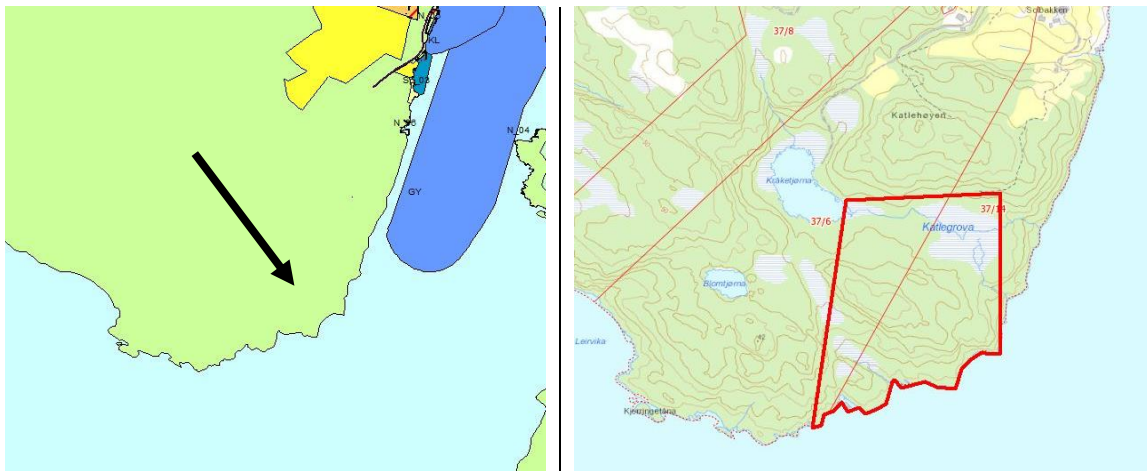 KL
N_04
GY
Solbakken
37/8
Katlehøyen
Kråketjørna
37/6
37/14
Katlegrova
Bjørntjørna
Leirvika